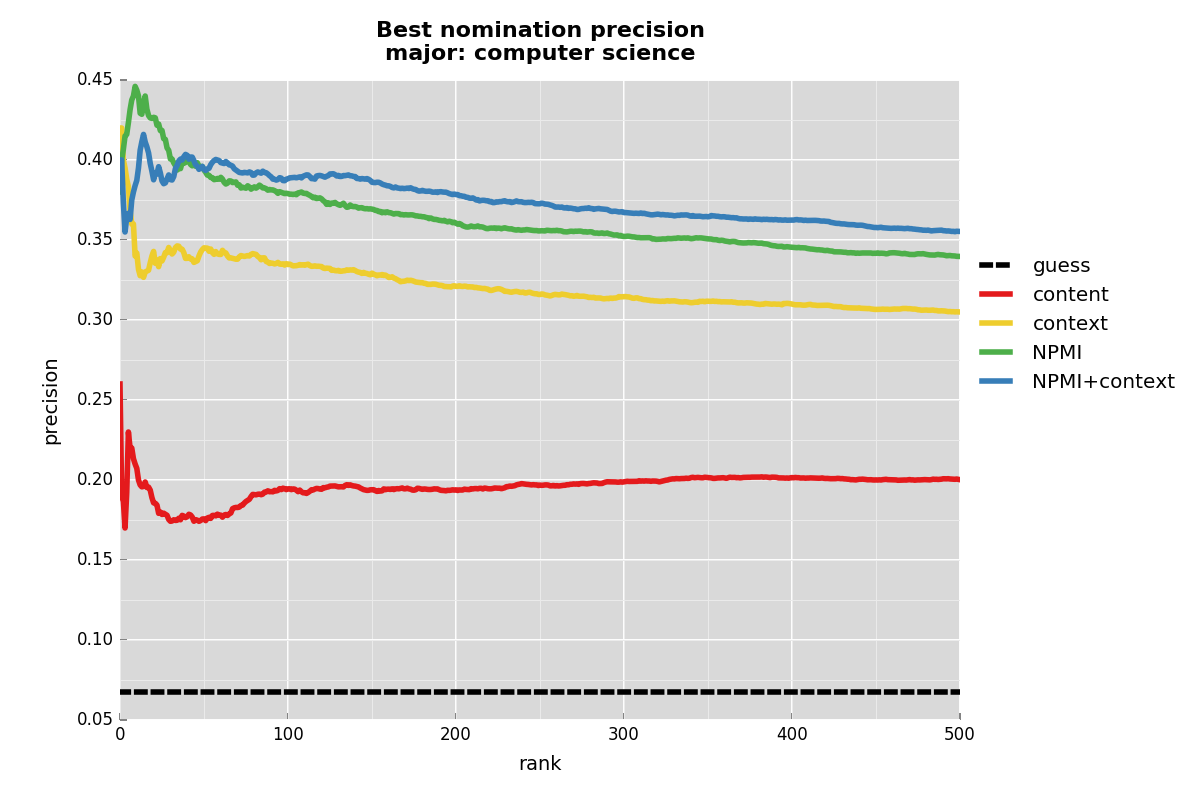 Best nomination precision
major: computer science
precision
0.45
0.40
0.35
0.30
0.25
0.20
0.15
0.10
0.05
0
100
200
300
400
500
rank
guess
content
context
NPMI
NPMI+context